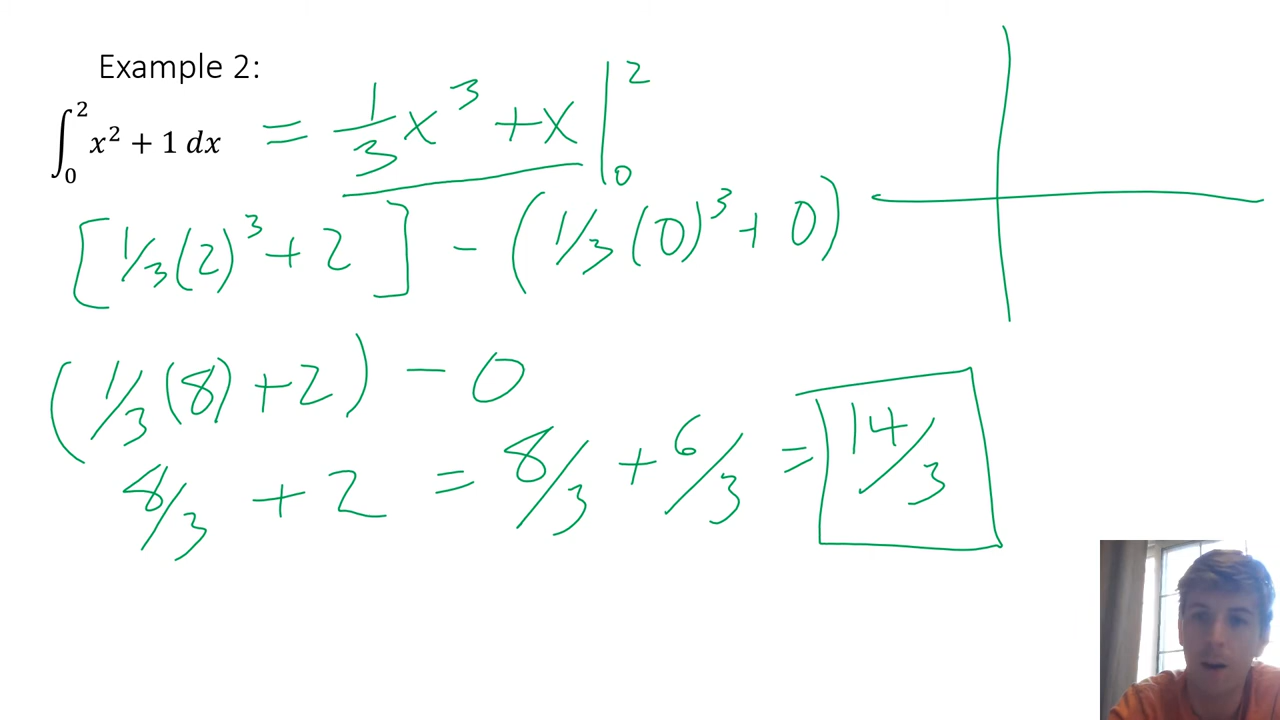 Example 2:
∫₀² x² + 1 dx = 1/3 x³ + x |₀²
[1/3(2)³ + 2] − (1/3(0)³ + 0)
(1/3(8) + 2) − 0
8/3 + 2 = 8/3 + 6/3 = 14/3